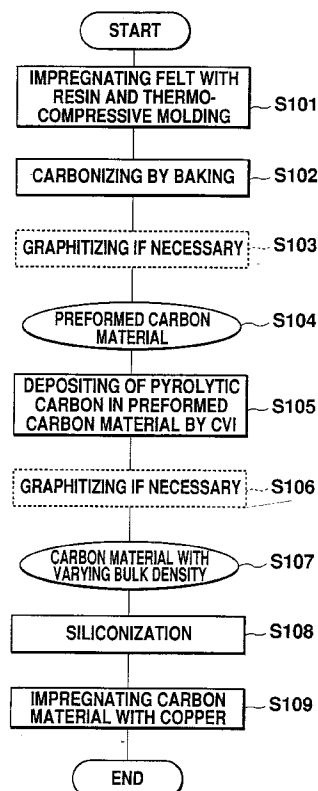 START
IMPREGNATING FELT WITH
RESIN AND THERMO-
COMPRESSIVE MOLDING
S101
CARBONIZING BY BAKING
S102
GRAPHITIZING IF NECESSARY
S103
PREFORMED CARBON
MATERIAL
S104
DEPOSITING OF PYROLYTIC
CARBON IN PREFORMED
CARBON MATERIAL BY CVI
S105
GRAPHITIZING IF NECESSARY
S106
CARBON MATERIAL WITH
VARYING BULK DENSITY
S107
SILICONIZATION
S108
IMPREGNATING CARBON
MATERIAL WITH COPPER
S109
END